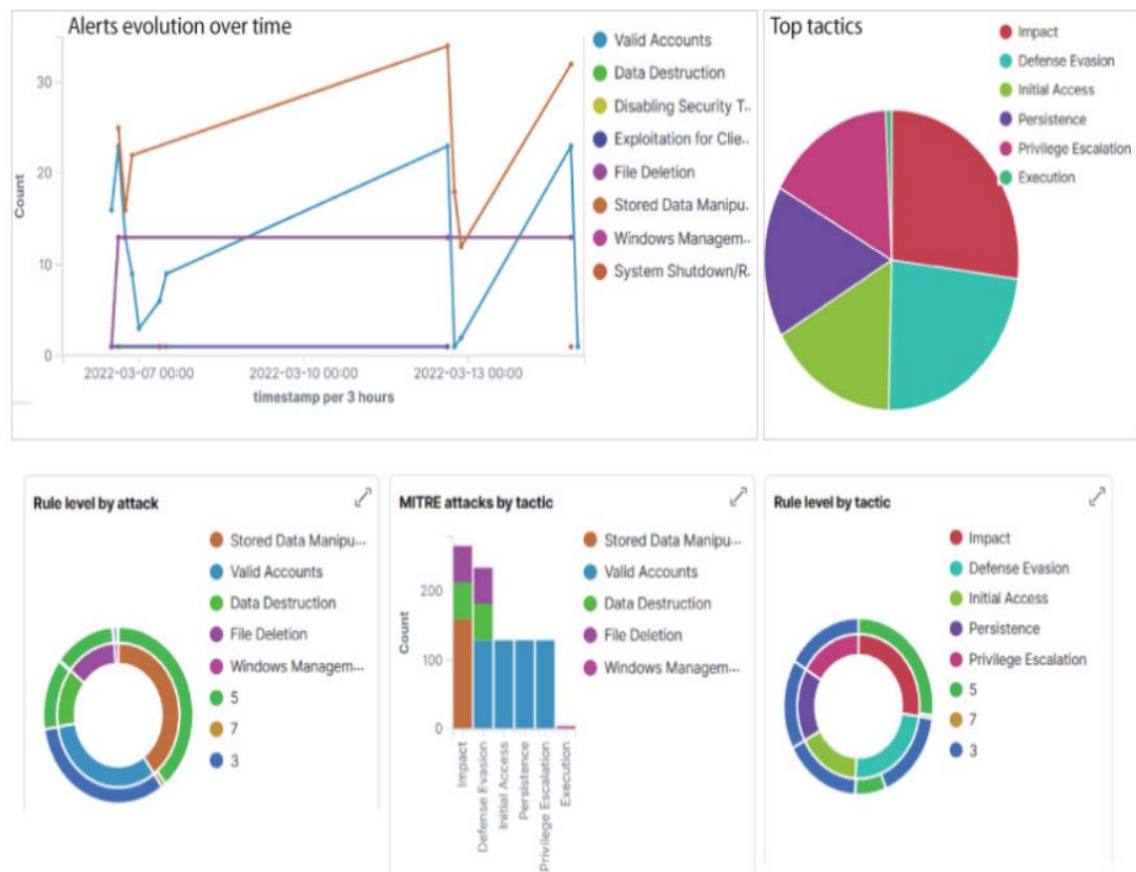 Alerts evolution over time
30
20
10
0
Count
2022-03-07 00:00
2022-03-10 00:00
2022-03-13 00:00
timestamp per 3 hours
Valid Accounts
Data Destruction
Disabling Security T..
Exploitation for Clie..
File Deletion
Stored Data Manipu.
Windows Managem..
System Shutdown/R.
Top tactics
Impact
Defense Evasion
Initial Access
Persistence
Privilege Escalation
Execution
Rule level by attack
Stored Data Manipu...
Valid Accounts
Data Destruction
File Deletion
Windows Managem...
5
7
3
MITRE attacks by tactic
200
100
0
Count
Impact
Defense Evasion
Initial Access
Persistence
Privilege Escalation
Execution
Stored Data Manipu...
Valid Accounts
Data Destruction
File Deletion
Windows Managem...
Rule level by tactic
Impact
Defense Evasion
Initial Access
Persistence
Privilege Escalation
5
7
3